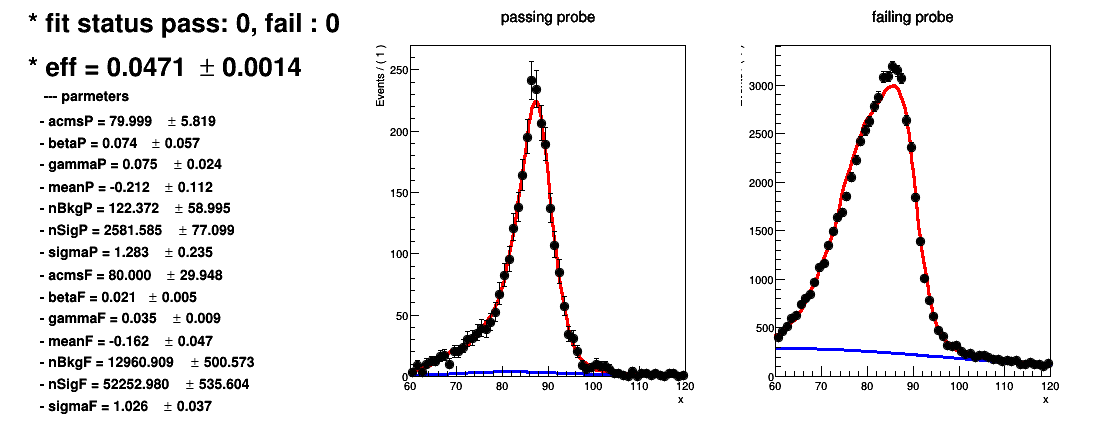 * fit status pass: 0, fail : 0
* eff = 0.0471 ± 0.0014
--- parmeters
- acmsP = 79.999 ± 5.819
- betaP = 0.074 ± 0.057
- gammaP = 0.075 ± 0.024
- meanP = -0.212 ± 0.112
- nBkgP = 122.372 ± 58.995
- nSigP = 2581.585 ± 77.099
- sigmaP = 1.283 ± 0.235
- acmsF = 80.000 ± 29.948
- betaF = 0.021 ± 0.005
- gammaF = 0.035 ± 0.009
- meanF = -0.162 ± 0.047
- nBkgF = 12960.909 ± 500.573
- nSigF = 52252.980 ± 535.604
- sigmaF = 1.026 ± 0.037
passing probe
Events / ( 1 )
250
200
150
100
50
0
60 70 80 90 100 110 120
x
failing probe
3000
2500
2000
1500
1000
500
0
60 70 80 90 100 110 120
x